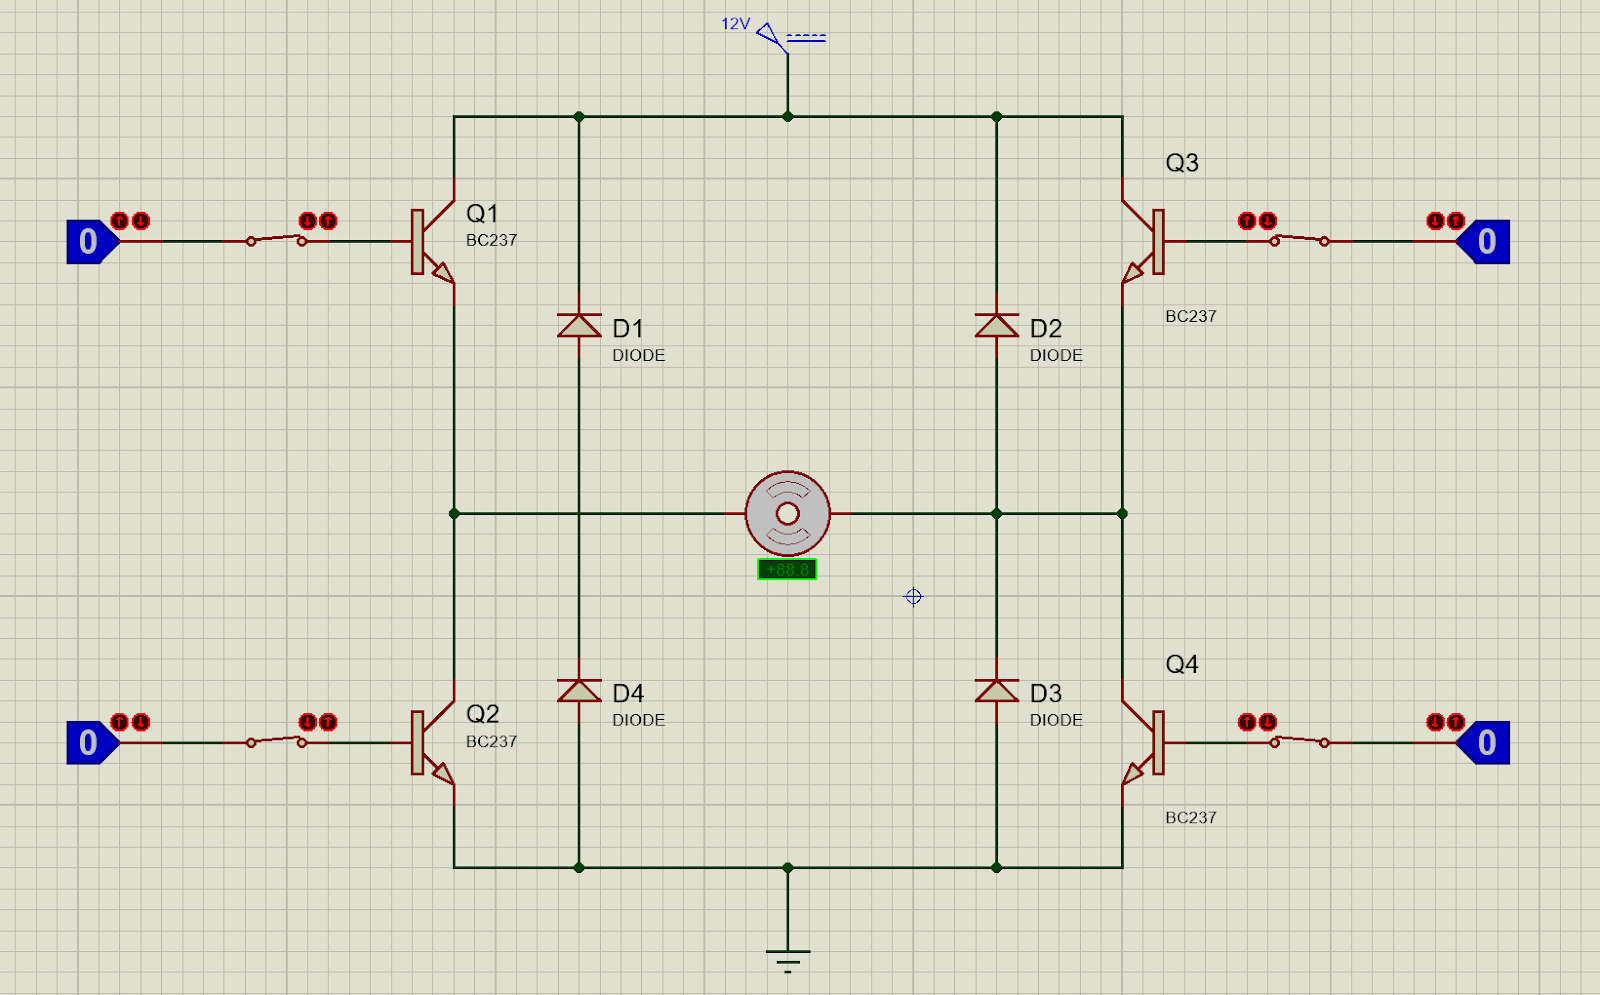 12V
Q3
Q1
BC237
0
0
BC237
D1
DIODE
D2
DIODE
+88.8
Q4
D4
DIODE
D3
DIODE
Q2
BC237
0
0
BC237